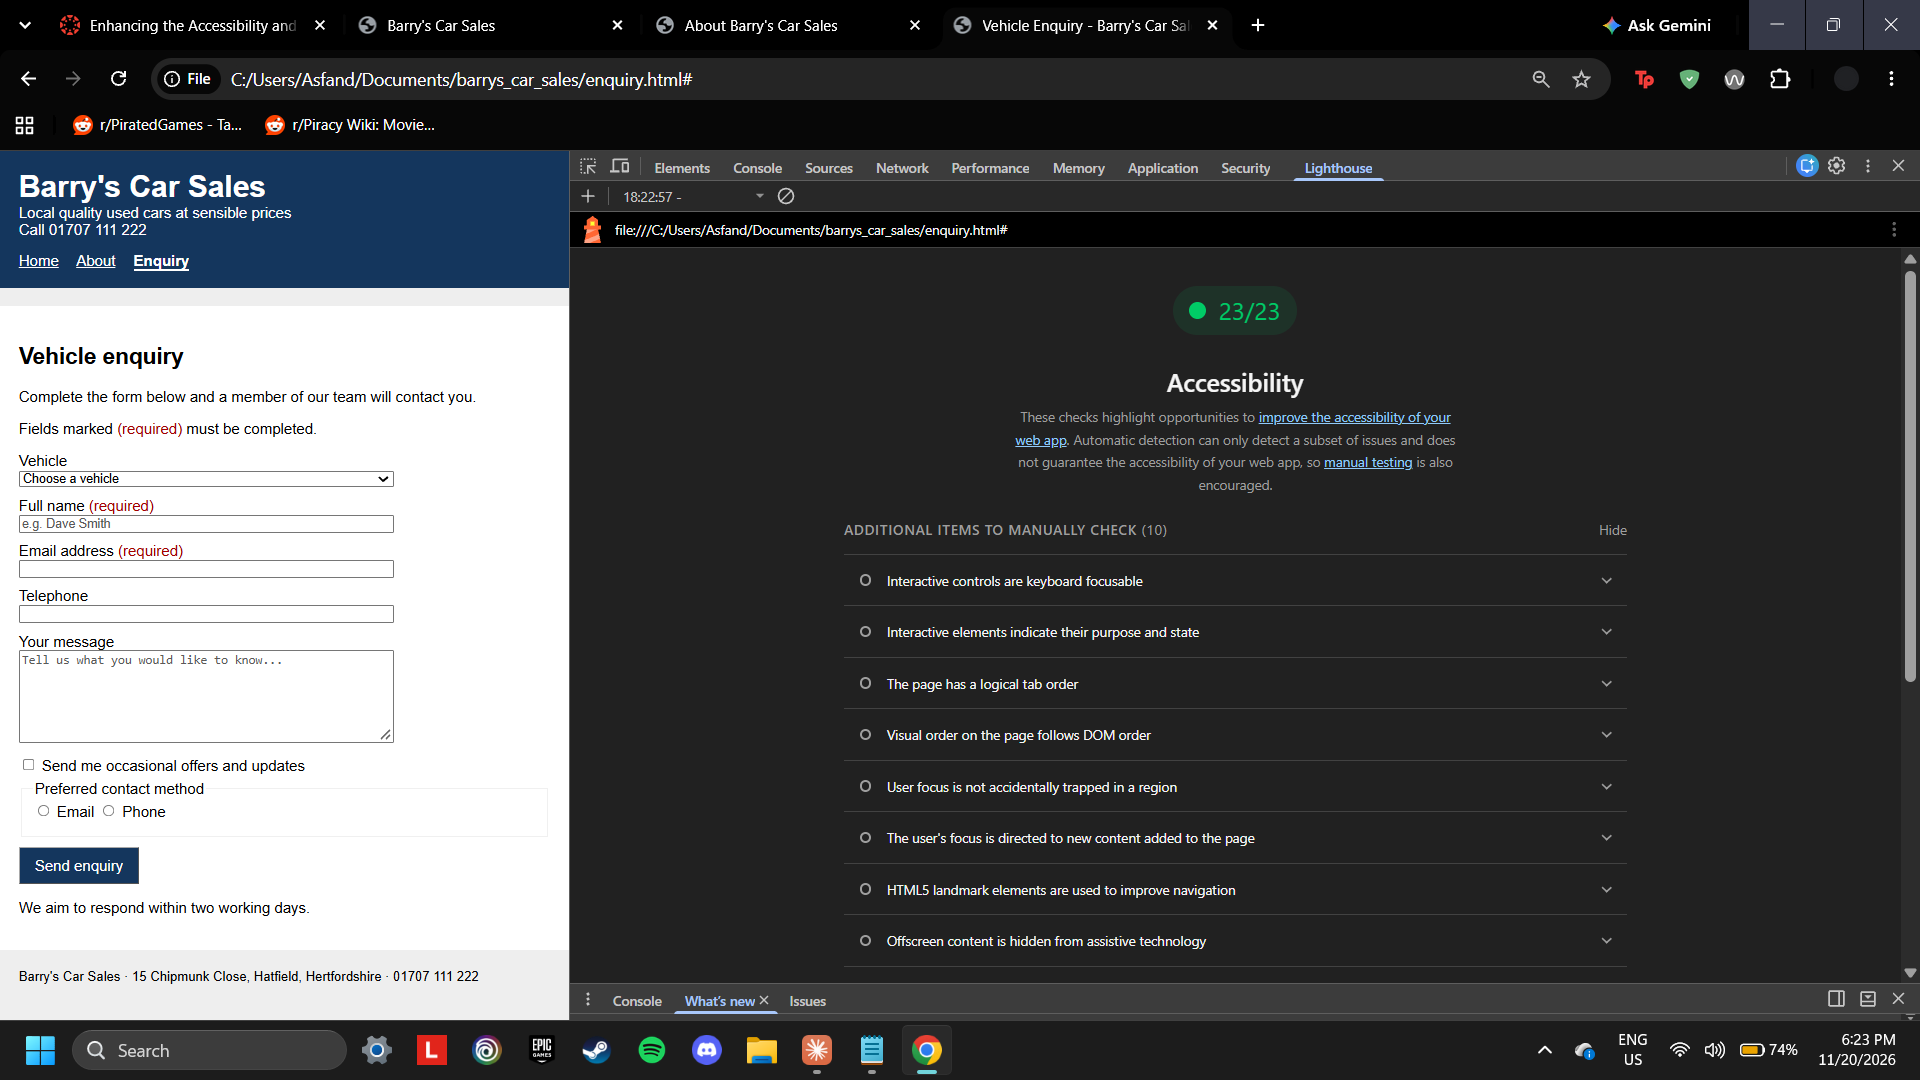 Enhancing the Accessibility and
Barry's Car Sales
About Barry's Car Sales
Vehicle Enquiry - Barry's Car Sal
Ask Gemini
File
C:/Users/Asfand/Documents/barrys_car_sales/enquiry.html#
Tp
r/PiratedGames - Ta...
r/Piracy Wiki: Movie...
Barry's Car Sales
Local quality used cars at sensible prices
Call 01707 111 222
Home About Enquiry
Vehicle enquiry
Complete the form below and a member of our team will contact you.
Fields marked (required) must be completed.
Vehicle
Choose a vehicle
Full name (required)
e.g. Dave Smith
Email address (required)
Telephone
Your message
Tell us what you would like to know...
Send me occasional offers and updates
Preferred contact method
Email Phone
Send enquiry
We aim to respond within two working days.
Barry's Car Sales · 15 Chipmunk Close, Hatfield, Hertfordshire · 01707 111 222
Elements Console Sources Network Performance Memory Application Security Lighthouse
18:22:57 -
file:///C:/Users/Asfand/Documents/barrys_car_sales/enquiry.html#
23/23
Accessibility
These checks highlight opportunities to improve the accessibility of your
web app. Automatic detection can only detect a subset of issues and does
not guarantee the accessibility of your web app, so manual testing is also
encouraged.
ADDITIONAL ITEMS TO MANUALLY CHECK (10)
Hide
Interactive controls are keyboard focusable
Interactive elements indicate their purpose and state
The page has a logical tab order
Visual order on the page follows DOM order
User focus is not accidentally trapped in a region
The user's focus is directed to new content added to the page
HTML5 landmark elements are used to improve navigation
Offscreen content is hidden from assistive technology
Console What's new Issues
Search
L
EPIC GAMES
ENG
US
74%
6:23 PM
11/20/2026